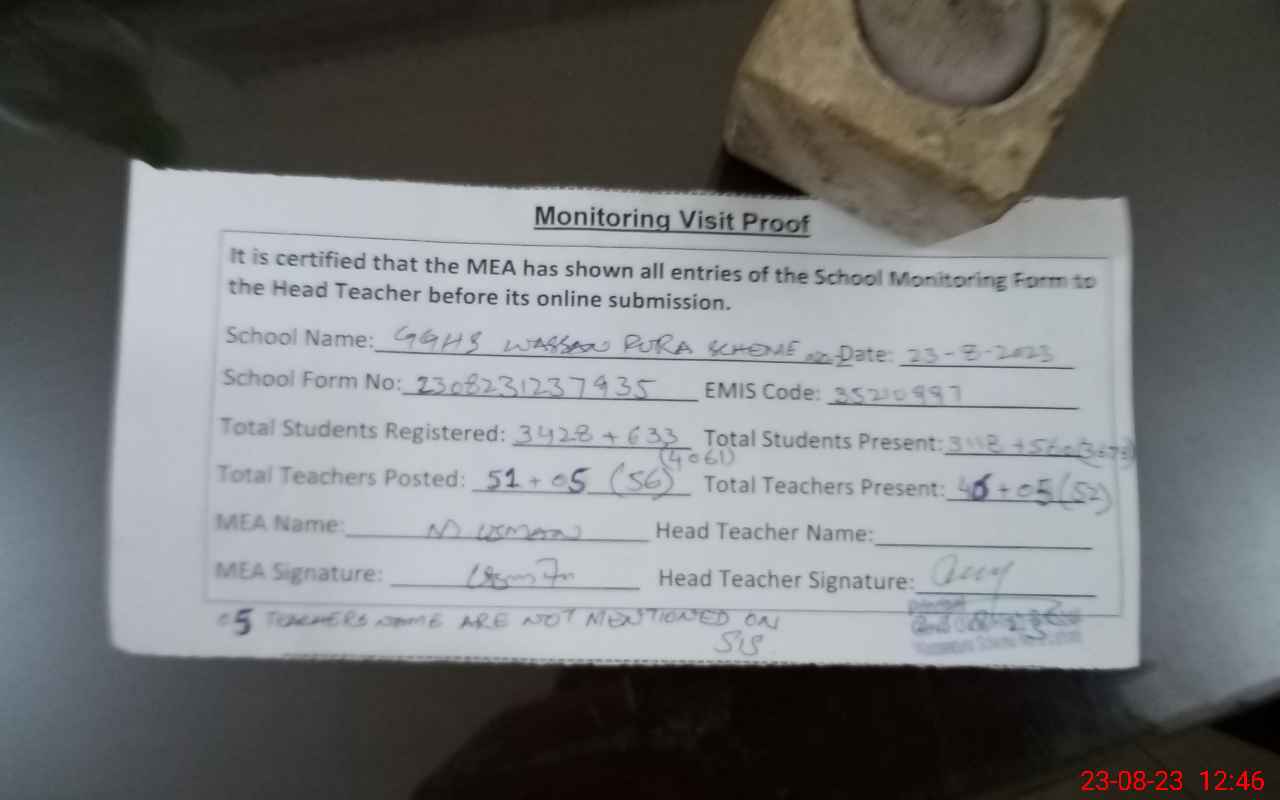 Monitoring Visit Proof
It is certified that the MEA has shown all entries of the School Monitoring Form to
the Head Teacher before its online submission.
School Name: GGHS WASSAN PURA SCHEME Date: 23-8-2023
School Form No: 2308231237935 EMIS Code: 35210997
Total Students Registered: 3428 + 633 Total Students Present:
(4061)
Total Teachers Posted: 51 + 05 (56) Total Teachers Present: + 05 (52)
MEA Name: M USMAN Head Teacher Name:
MEA Signature: Head Teacher Signature:
05 TEACHERS NAME ARE NOT MENTIONED ON
SIS
23-08-23 12:46